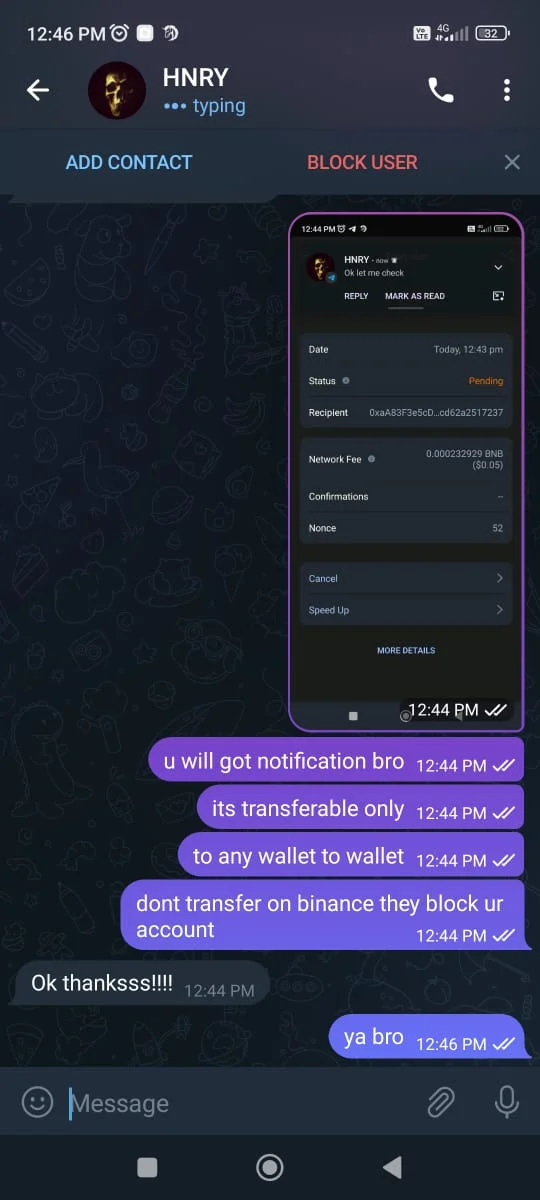 12:46 PM
Vo LTE 4G 32
HNRY
typing
ADD CONTACT
BLOCK USER
12:44 PM
HNRY • now
Ok let me check
REPLY MARK AS READ
Date Today, 12:43 pm
Status Pending
Recipient 0xaA83F3e5cD...cd62a2517237
Network Fee 0.000232929 BNB
($0.05)
Confirmations --
Nonce 52
Cancel
Speed Up
MORE DETAILS
12:44 PM
u will got notification bro 12:44 PM
its transferable only 12:44 PM
to any wallet to wallet 12:44 PM
dont transfer on binance they block ur
account 12:44 PM
Ok thanksss!!!! 12:44 PM
ya bro 12:46 PM
Message